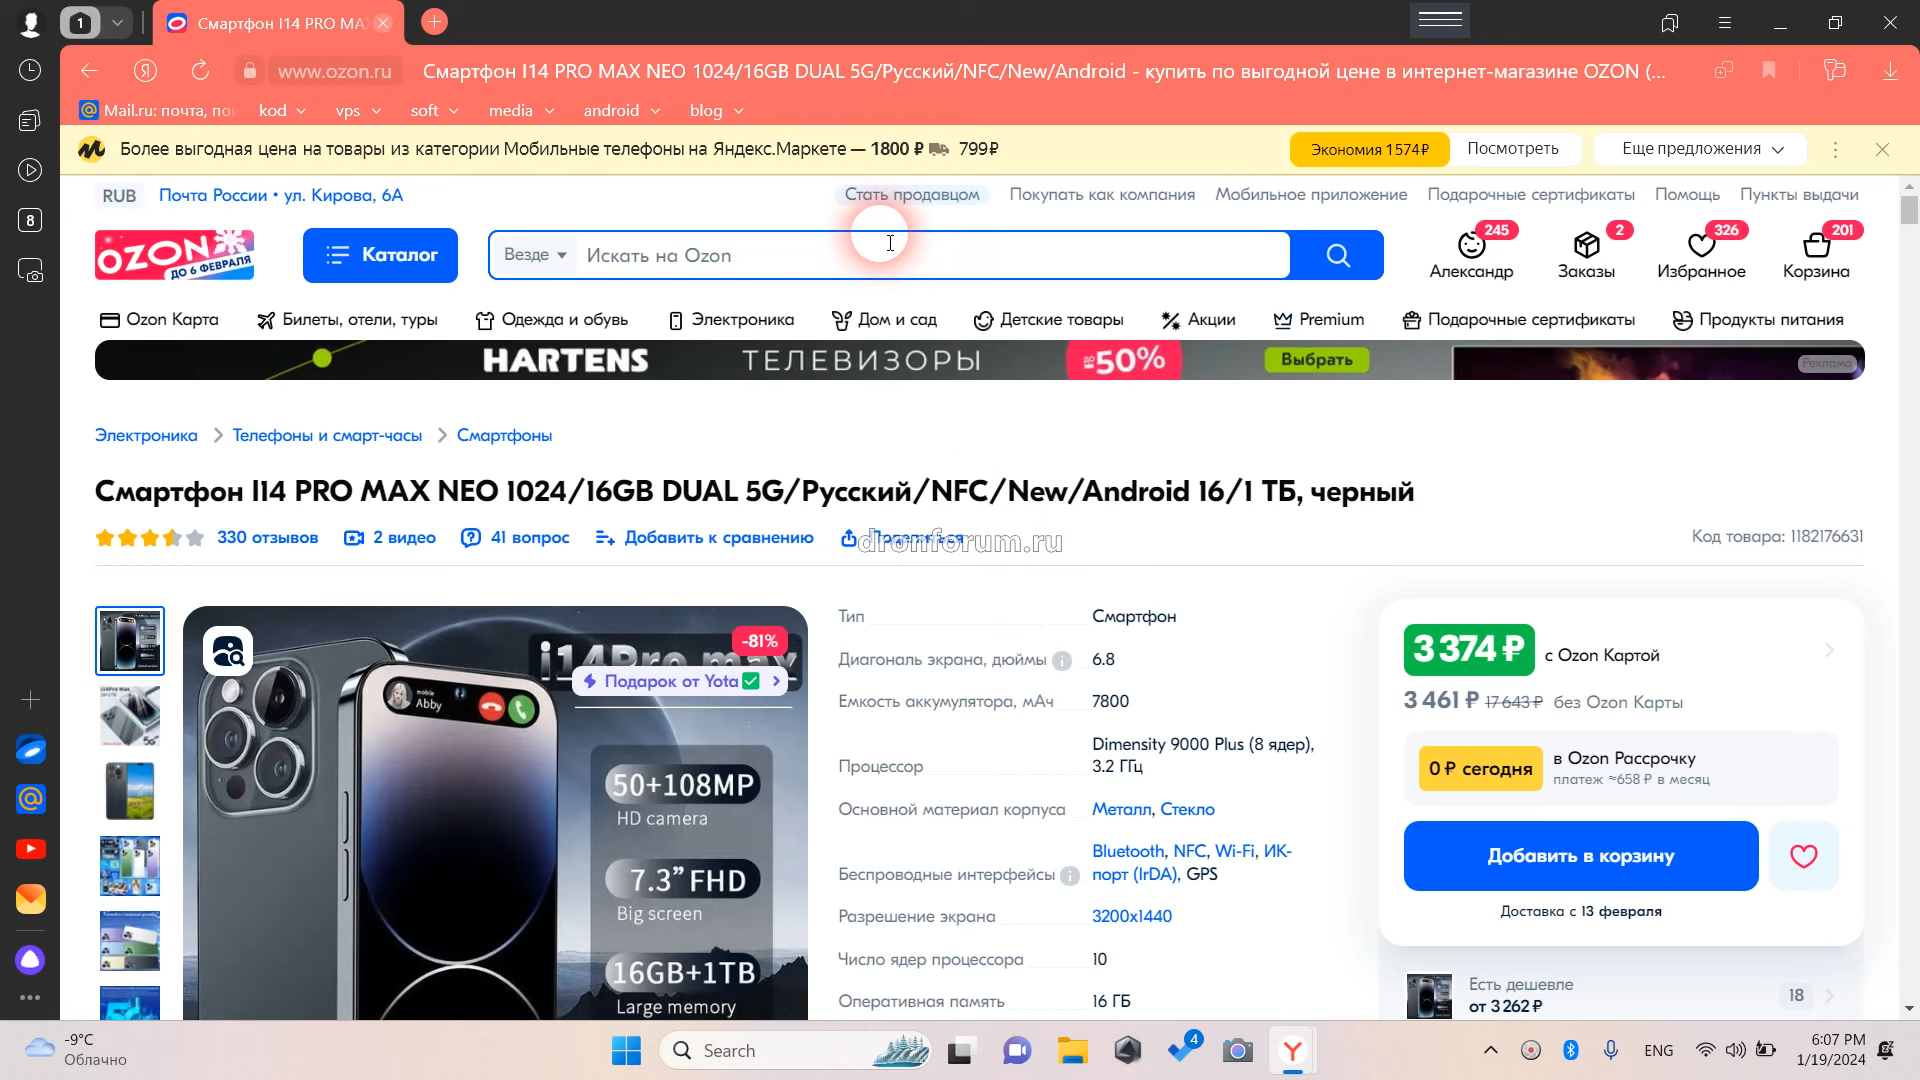 1
Смартфон I14 PRO MA
www.ozon.ru
Смартфон I14 PRO MAX NEO 1024/16GB DUAL 5G/Русский/NFC/New/Android - купить по выгодной цене в интернет-магазине OZON (...
Mail.ru: почта, по
kod
vps
soft
media
android
blog
Более выгодная цена на товары из категории Мобильные телефоны на Яндекс.Маркете — 1800 ₽ 799₽
Экономия 1574₽
Посмотреть
Еще предложения
RUB
Почта России • ул. Кирова, 6А
Стать продавцом
Покупать как компания
Мобильное приложение
Подарочные сертификаты
Помощь
Пункты выдачи
8
OZON
ДО 6 ФЕВРАЛЯ
Каталог
Везде
Искать на Ozon
245
Александр
2
Заказы
326
Избранное
201
Корзина
Ozon Карта
Билеты, отели, туры
Одежда и обувь
Электроника
Дом и сад
Детские товары
Акции
Premium
Подарочные сертификаты
Продукты питания
HARTENS
ТЕЛЕВИЗОРЫ
ДО -50%
Выбрать
Реклама
Электроника
Телефоны и смарт-часы
Смартфоны
Смартфон I14 PRO MAX NEO 1024/16GB DUAL 5G/Русский/NFC/New/Android 16/1 ТБ, черный
330 отзывов
2 видео
41 вопрос
Добавить к сравнению
Поделиться
dronforum.ru
Код товара: 1182176631
-81%
i14Pro max
Подарок от Yota
mobile
Abby
50+108MP
HD camera
7.3" FHD
Big screen
16GB+1TB
Large memory
Тип
Смартфон
Диагональ экрана, дюймы
6.8
Емкость аккумулятора, мАч
7800
Процессор
Dimensity 9000 Plus (8 ядер),
3.2 ГГц
Основной материал корпуса
Металл, Стекло
Беспроводные интерфейсы
Bluetooth, NFC, Wi-Fi, ИК-
порт (IrDA), GPS
Разрешение экрана
3200x1440
Число ядер процессора
10
Оперативная память
16 ГБ
3 374 ₽
с Ozon Картой
3 461 ₽ 17 643 ₽ без Ozon Карты
0 ₽ сегодня
в Ozon Рассрочку
платеж ≈658 ₽ в месяц
Добавить в корзину
Доставка с 13 февраля
Есть дешевле
от 3 262 ₽
18
-9°C
Облачно
Search
4
ENG
6:07 PM
1/19/2024